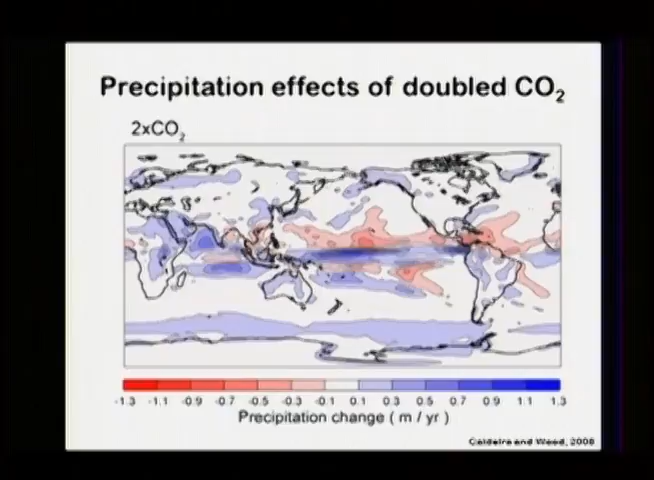 Precipitation effects of doubled CO₂
2xCO₂
-1.3 -1.1 -0.9 -0.7 -0.5 -0.3 -0.1 0.1 0.3 0.5 0.7 0.9 1.1 1.3
Precipitation change ( m / yr )
Caldeira and Wood, 2008